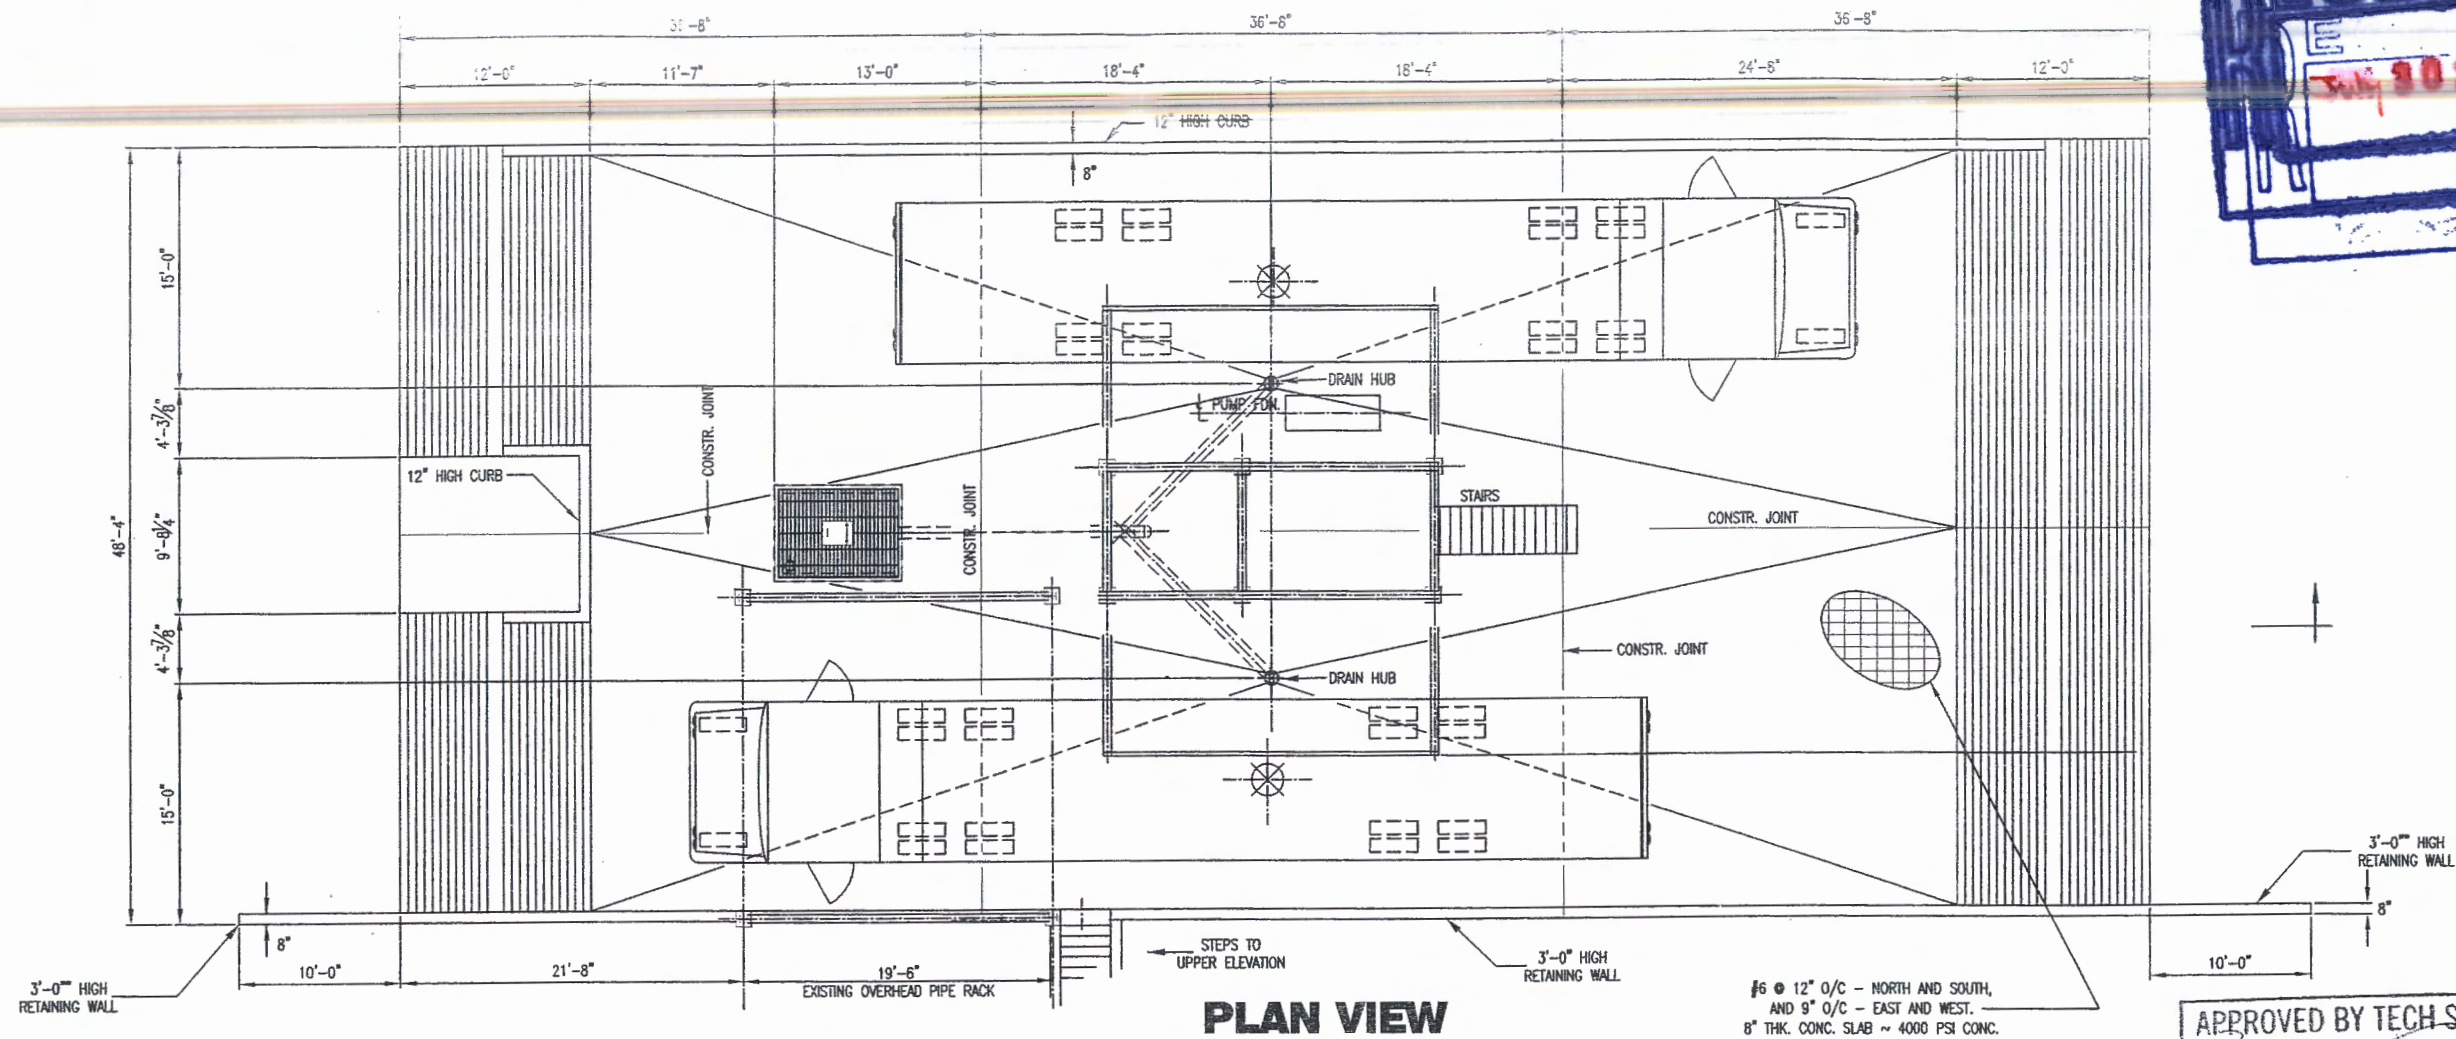 36'-8"
36'-8"
12'-0"
11'-7"
13'-0"
18'-4"
18'-4"
24'-8"
12'-0"
July 30
12" HIGH CURB
8"
15'-0"
4'-3⅞"
9'-8¼"
4'-3⅞"
15'-0"
48'-4"
12" HIGH CURB
CONSTR. JOINT
CONSTR. JOINT
DRAIN HUB
℄ PUMP FDN.
STAIRS
CONSTR. JOINT
CONSTR. JOINT
DRAIN HUB
3'-0"" HIGH
RETAINING WALL
8"
8"
10'-0"
21'-8"
19'-6"
EXISTING OVERHEAD PIPE RACK
STEPS TO
UPPER ELEVATION
3'-0" HIGH
RETAINING WALL
10'-0"
3'-0"" HIGH
RETAINING WALL
PLAN VIEW
#6 @ 12" O/C - NORTH AND SOUTH,
AND 9" O/C - EAST AND WEST.
8" THK. CONC. SLAB ~ 4000 PSI CONC.
APPROVED BY TECH S